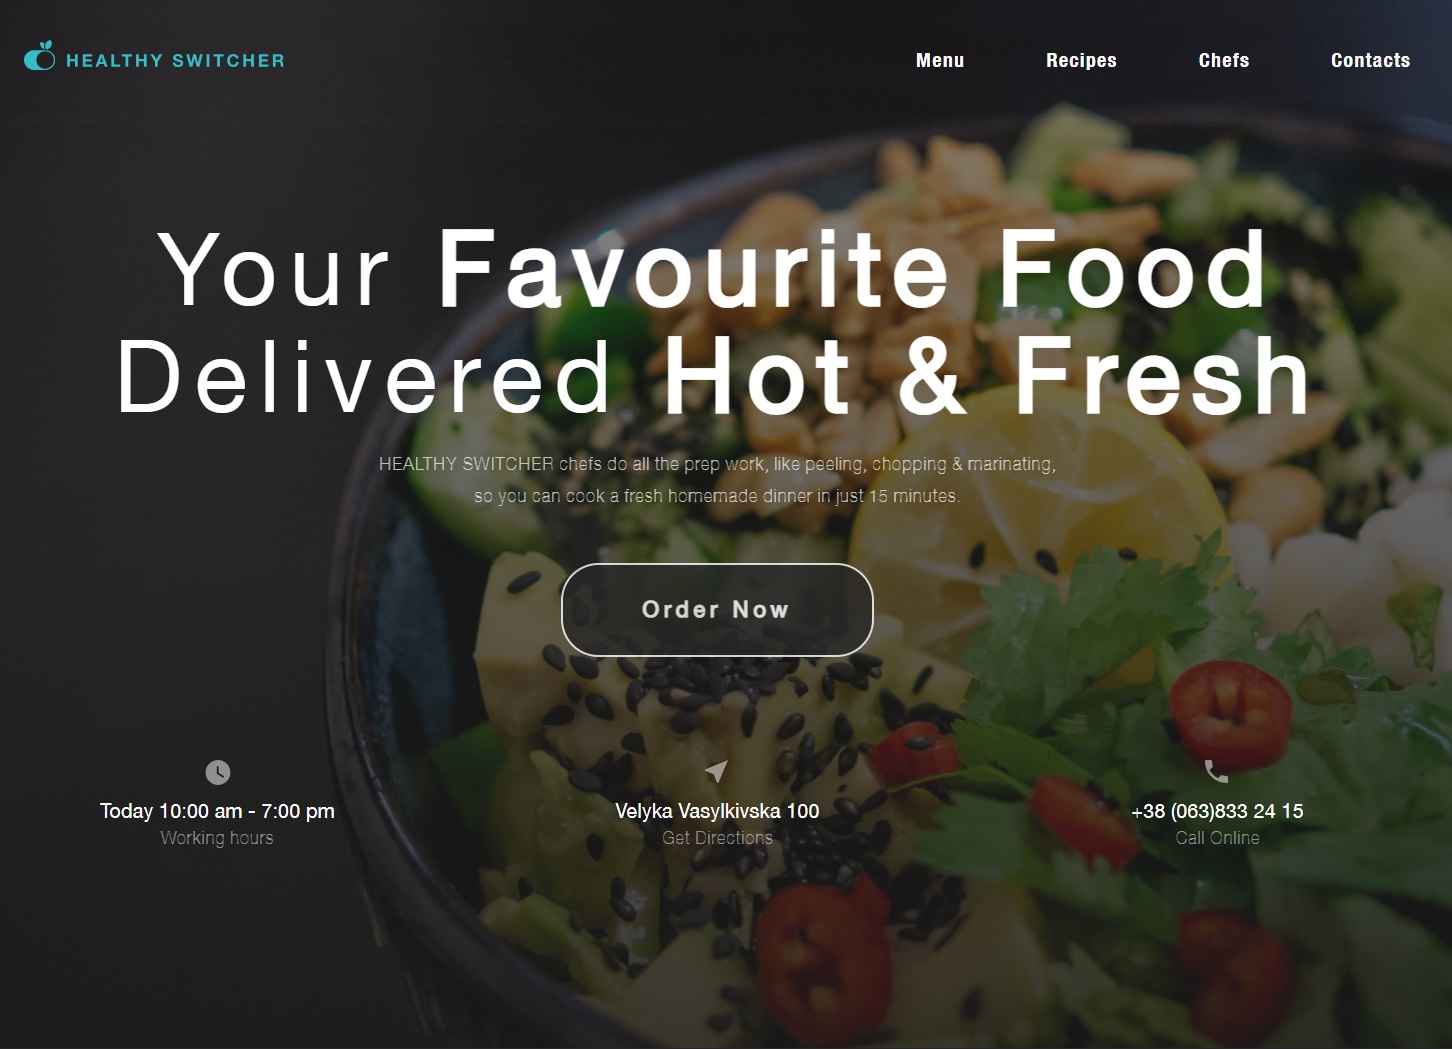 HEALTHY SWITCHER
Menu Recipes Chefs Contacts
Your Favourite Food
Delivered Hot & Fresh
HEALTHY SWITCHER chefs do all the prep work, like peeling, chopping & marinating,
so you can cook a fresh homemade dinner in just 15 minutes.
Order Now
Today 10:00 am - 7:00 pm
Working hours
Velyka Vasylkivska 100
Get Directions
+38 (063)833 24 15
Call Online